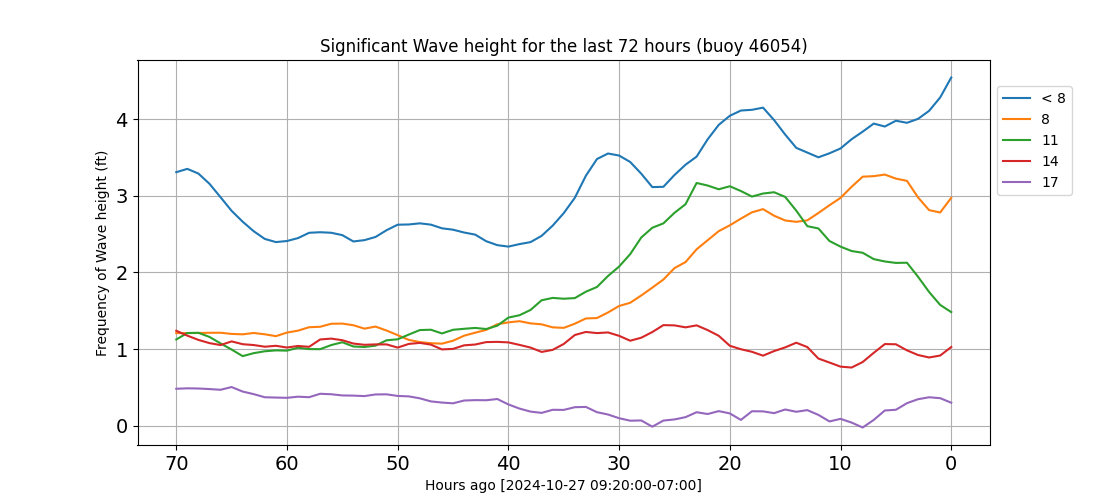 Significant Wave height for the last 72 hours (buoy 46054)
Frequency of Wave height (ft)
4
3
2
1
0
70 60 50 40 30 20 10 0
Hours ago [2024-10-27 09:20:00-07:00]
< 8
8
11
14
17